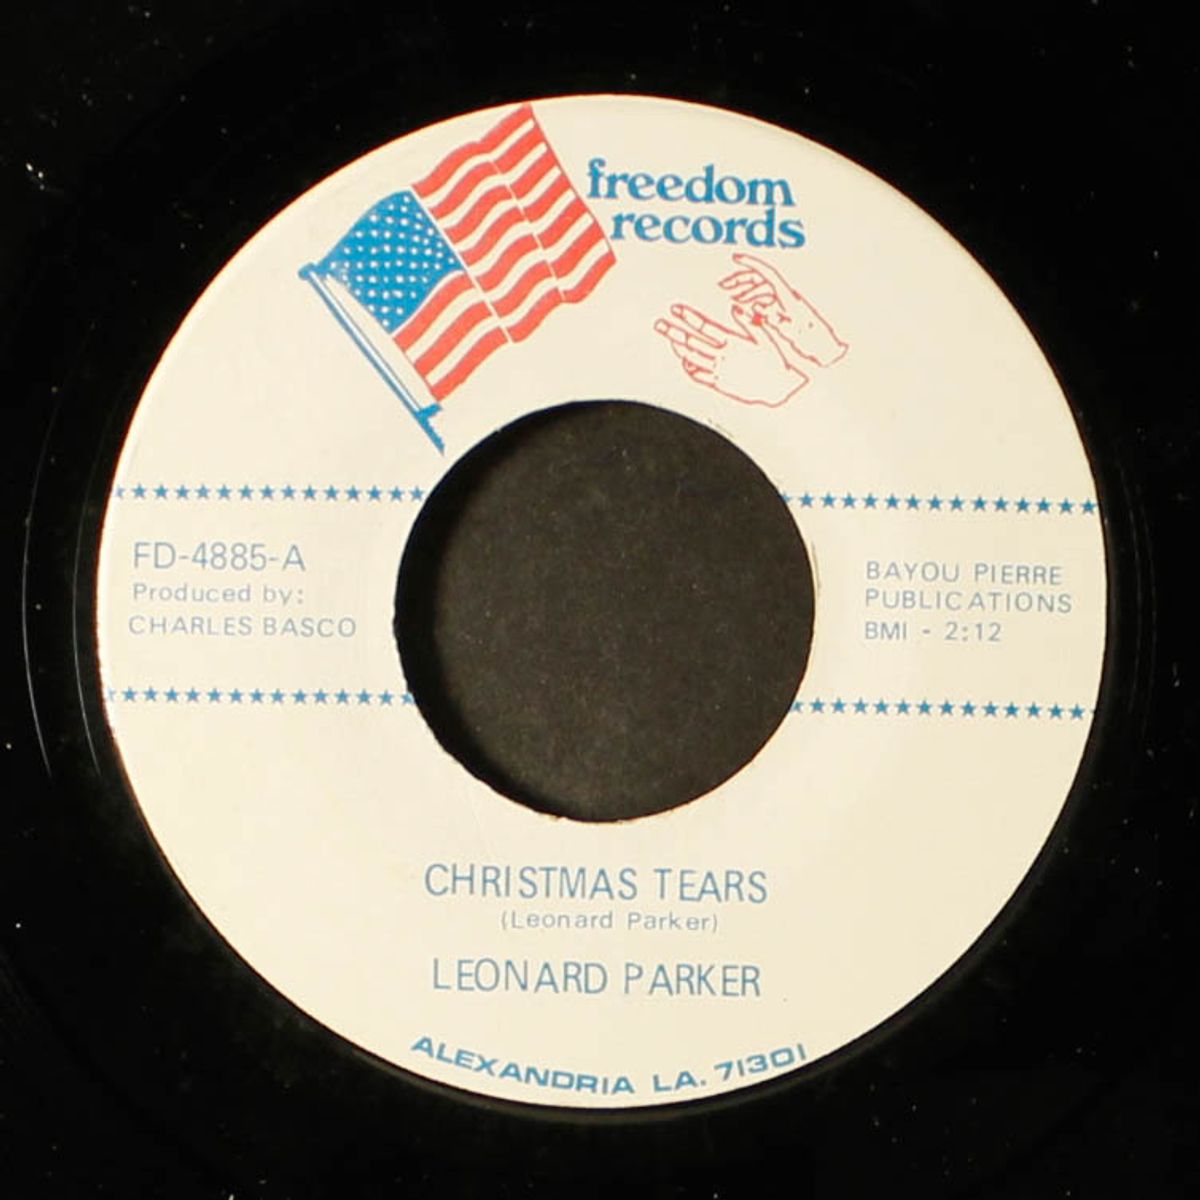 freedom
records
FD-4885-A
Produced by:
CHARLES BASCO
BAYOU PIERRE
PUBLICATIONS
BMI - 2:12
CHRISTMAS TEARS
(Leonard Parker)
LEONARD PARKER
ALEXANDRIA LA. 71301